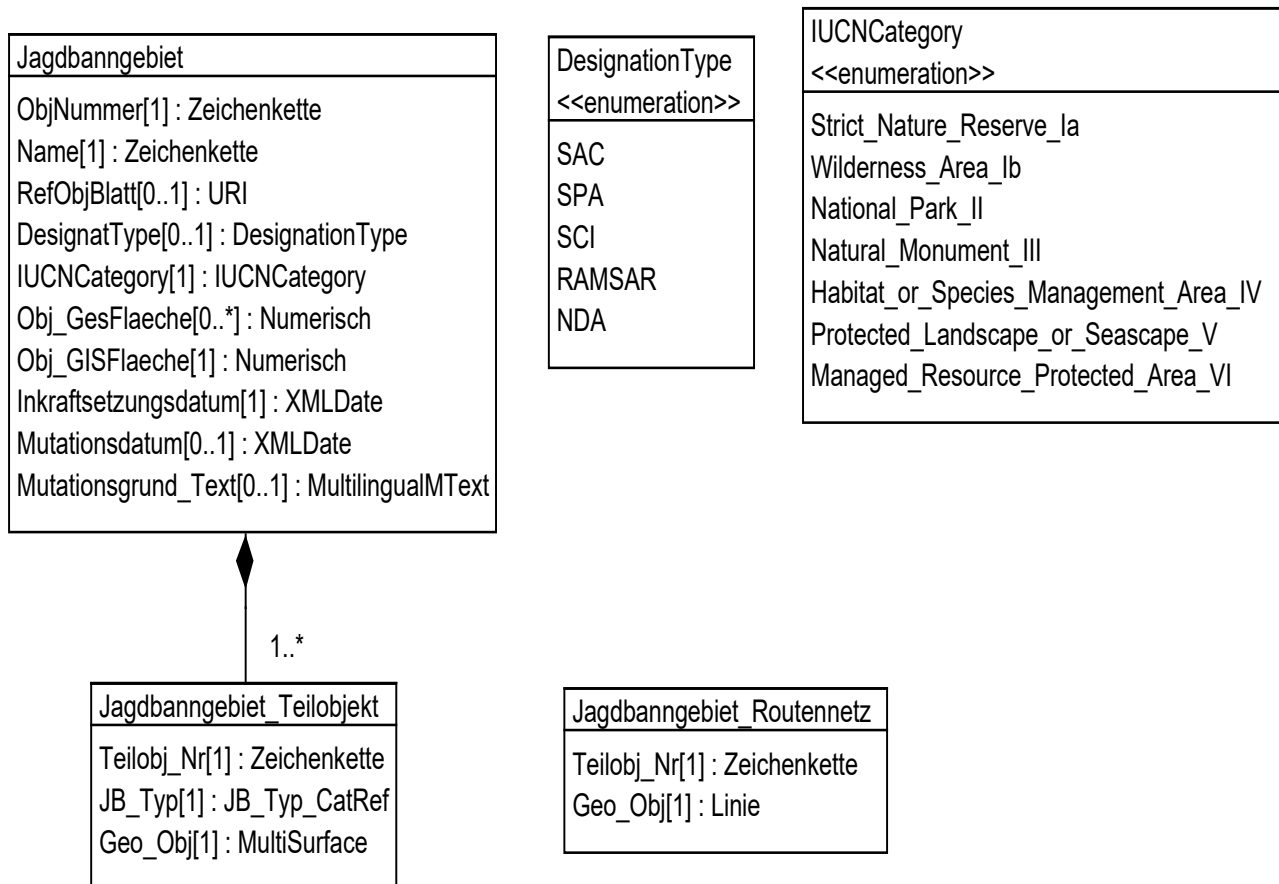 Jagdbanngebiet
ObjNummer[1] : Zeichenkette
Name[1] : Zeichenkette
RefObjBlatt[0..1] : URI
DesignatType[0..1] : DesignationType
IUCNCategory[1] : IUCNCategory
Obj_GesFlaeche[0..*] : Numerisch
Obj_GISFlaeche[1] : Numerisch
Inkraftsetzungsdatum[1] : XMLDate
Mutationsdatum[0..1] : XMLDate
Mutationsgrund_Text[0..1] : MultilingualMText
DesignationType
<<enumeration>>
SAC
SPA
SCI
RAMSAR
NDA
IUCNCategory
<<enumeration>>
Strict_Nature_Reserve_Ia
Wilderness_Area_Ib
National_Park_II
Natural_Monument_III
Habitat_or_Species_Management_Area_IV
Protected_Landscape_or_Seascape_V
Managed_Resource_Protected_Area_VI
1..*
Jagdbanngebiet_Teilobjekt
Teilobj_Nr[1] : Zeichenkette
JB_Typ[1] : JB_Typ_CatRef
Geo_Obj[1] : MultiSurface
Jagdbanngebiet_Routennetz
Teilobj_Nr[1] : Zeichenkette
Geo_Obj[1] : Linie